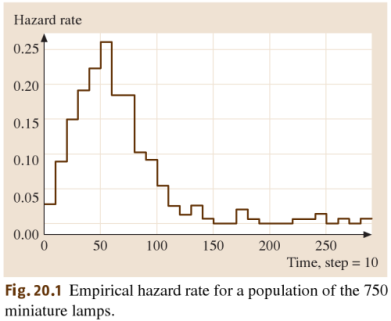 Hazard rate
0.25
0.20
0.15
0.10
0.05
0.00
0 50 100 150 200 250
Time, step = 10
Fig. 20.1 Empirical hazard rate for a population of the 750
miniature lamps.